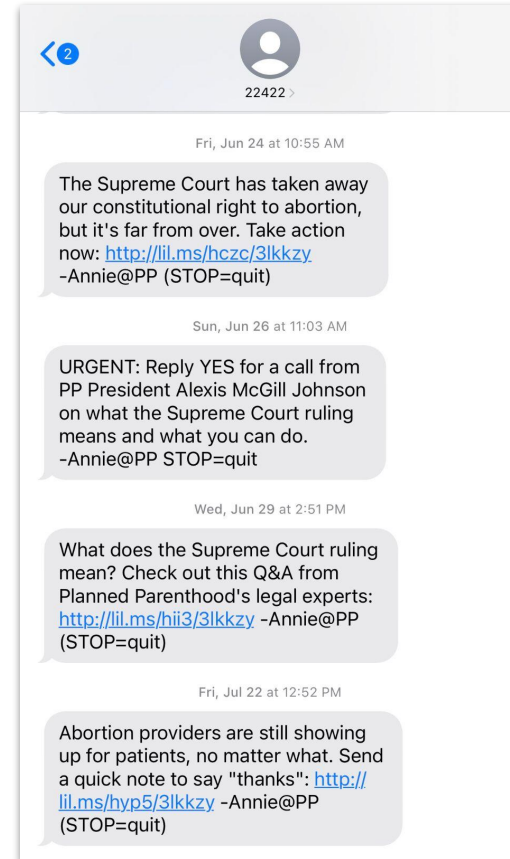 2
22422 >
Fri, Jun 24 at 10:55 AM
The Supreme Court has taken away
our constitutional right to abortion,
but it's far from over. Take action
now: http://lil.ms/hczc/3lkkzy
-Annie@PP (STOP=quit)
Sun, Jun 26 at 11:03 AM
URGENT: Reply YES for a call from
PP President Alexis McGill Johnson
on what the Supreme Court ruling
means and what you can do.
-Annie@PP STOP=quit
Wed, Jun 29 at 2:51 PM
What does the Supreme Court ruling
mean? Check out this Q&A from
Planned Parenthood's legal experts:
http://lil.ms/hii3/3lkkzy -Annie@PP
(STOP=quit)
Fri, Jul 22 at 12:52 PM
Abortion providers are still showing
up for patients, no matter what. Send
a quick note to say "thanks": http://
lil.ms/hyp5/3lkkzy -Annie@PP
(STOP=quit)